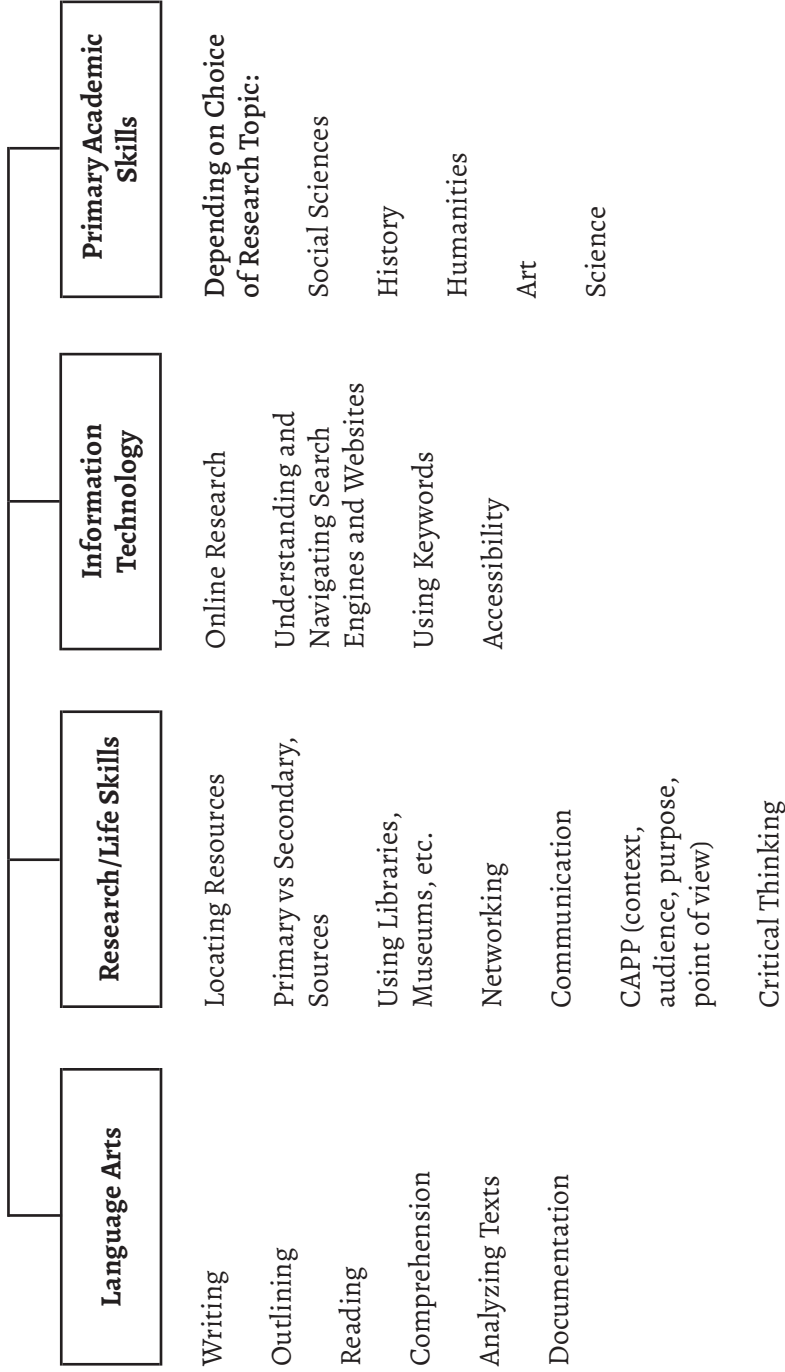 Language Arts
Writing
Outlining
Reading
Comprehension
Analyzing Texts
Documentation
Research/Life Skills
Locating Resources
Primary vs Secondary,
Sources
Using Libraries,
Museums, etc.
Networking
Communication
CAPP (context,
audience, purpose,
point of view)
Critical Thinking
Information
Technology
Online Research
Understanding and
Navigating Search
Engines and Websites
Using Keywords
Accessibility
Primary Academic
Skills
Depending on Choice
of Research Topic:
Social Sciences
History
Humanities
Art
Science